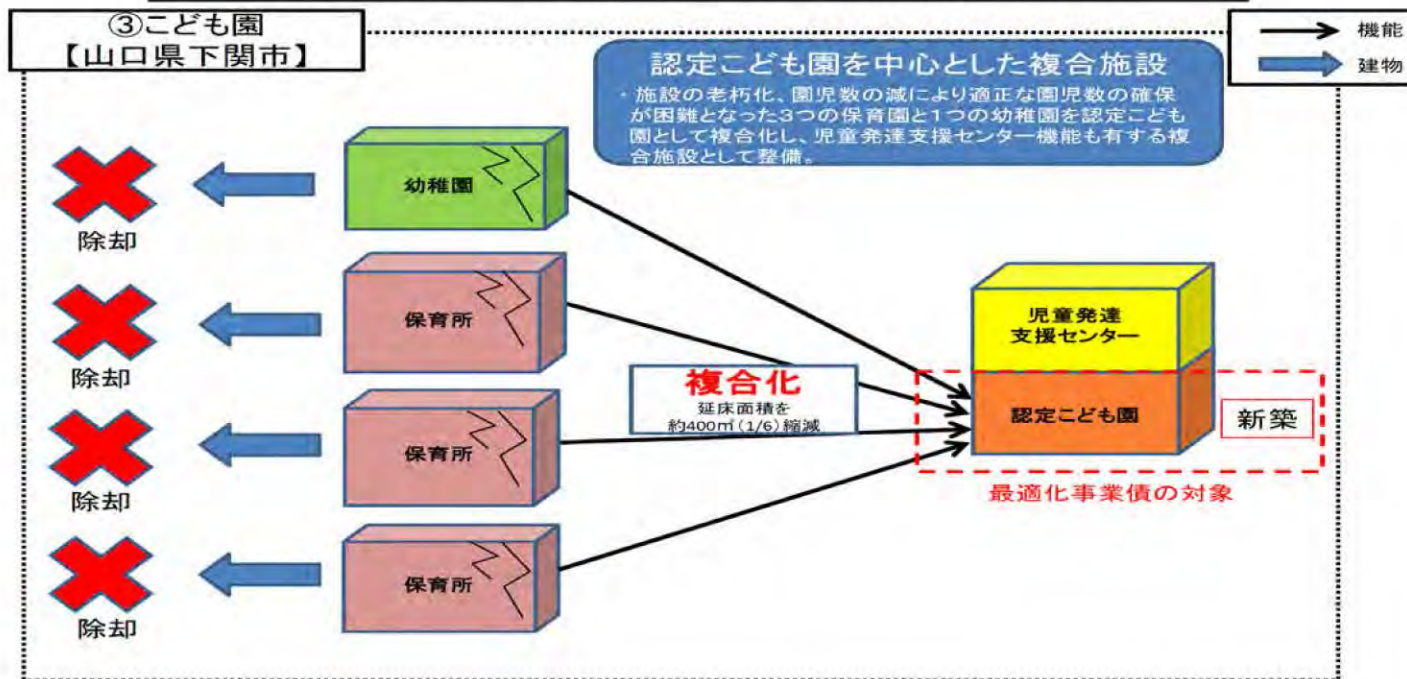 ③こども園
【山口県下関市】
機能
建物
認定こども園を中心とした複合施設
・施設の老朽化、園児数の減により適正な園児数の確保
が困難となった3つの保育園と1つの幼稚園を認定こども
園として複合化し、児童発達支援センター機能も有する複
合施設として整備。
幼稚園
除却
保育所
除却
保育所
除却
保育所
除却
複合化
延床面積を
約400㎡(1/6)縮減
児童発達
支援センター
認定こども園
新築
最適化事業債の対象